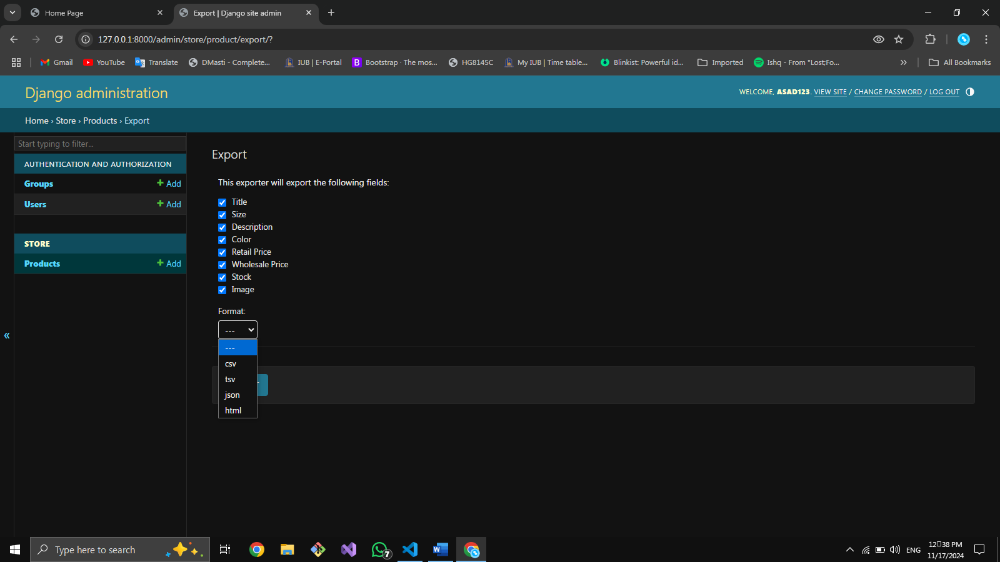 Home Page
Export | Django site admin
127.0.0.1:8000/admin/store/product/export/?
Gmail
YouTube
Translate
DMasti - Complete...
IUB | E-Portal
Bootstrap · The mos...
HG8145C
My IUB | Time table...
Blinkist: Powerful id...
Imported
Ishq - From "Lost;Fo...
»
All Bookmarks
Django administration
WELCOME, ASAD123. VIEW SITE / CHANGE PASSWORD / LOG OUT
Home › Store › Products › Export
Start typing to filter...
AUTHENTICATION AND AUTHORIZATION
Groups
+ Add
Users
+ Add
STORE
Products
+ Add
«
Export
This exporter will export the following fields:
Title
Size
Description
Color
Retail Price
Wholesale Price
Stock
Image
Format:
---
---
csv
tsv
json
html
Type here to search
7
W
ENG
12▯38 PM
11/17/2024